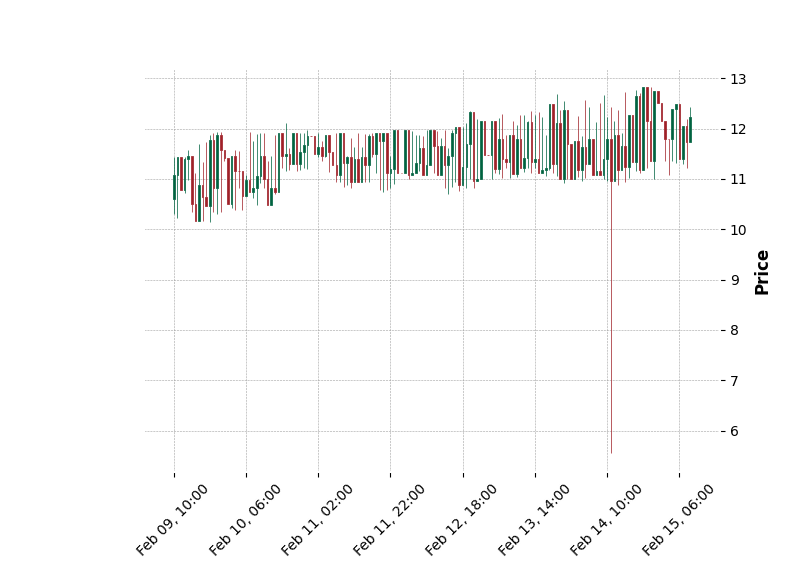 13
12
11
10
9
8
7
6
Price
Feb 09, 10:00
Feb 10, 06:00
Feb 11, 02:00
Feb 11, 22:00
Feb 12, 18:00
Feb 13, 14:00
Feb 14, 10:00
Feb 15, 06:00